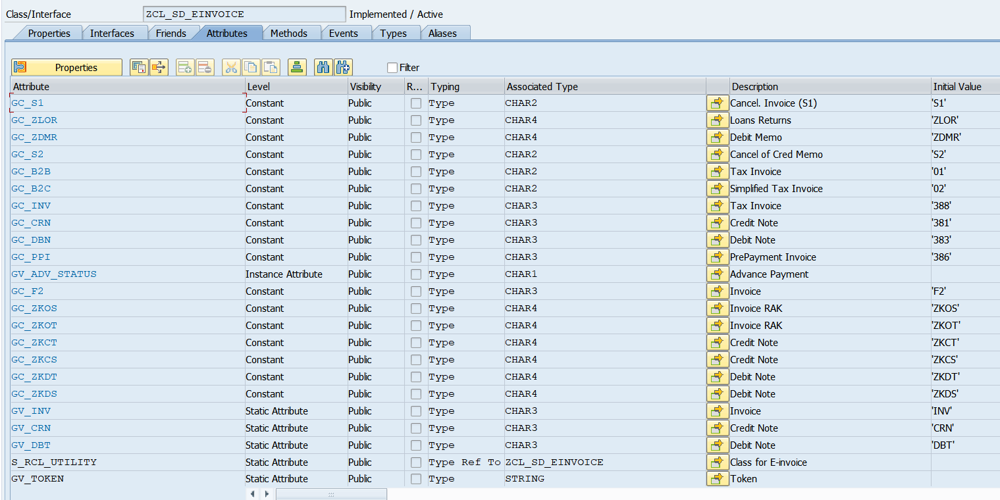 Class/Interface ZCL_SD_EINVOICE Implemented / Active
Properties Interfaces Friends Attributes Methods Events Types Aliases
Properties Filter
Attribute Level Visibility R... Typing Associated Type Description Initial Value
GC_S1 Constant Public Type CHAR2 Cancel. Invoice (S1) 'S1'
GC_ZLOR Constant Public Type CHAR4 Loans Returns 'ZLOR'
GC_ZDMR Constant Public Type CHAR4 Debit Memo 'ZDMR'
GC_S2 Constant Public Type CHAR2 Cancel of Cred Memo 'S2'
GC_B2B Constant Public Type CHAR2 Tax Invoice '01'
GC_B2C Constant Public Type CHAR2 Simplified Tax Invoice '02'
GC_INV Constant Public Type CHAR3 Tax Invoice '388'
GC_CRN Constant Public Type CHAR3 Credit Note '381'
GC_DBN Constant Public Type CHAR3 Debit Note '383'
GC_PPI Constant Public Type CHAR3 PrePayment Invoice '386'
GV_ADV_STATUS Instance Attribute Public Type CHAR1 Advance Payment
GC_F2 Constant Public Type CHAR3 Invoice 'F2'
GC_ZKOS Constant Public Type CHAR4 Invoice RAK 'ZKOS'
GC_ZKOT Constant Public Type CHAR4 Invoice RAK 'ZKOT'
GC_ZKCT Constant Public Type CHAR4 Credit Note 'ZKCT'
GC_ZKCS Constant Public Type CHAR4 Credit Note 'ZKCS'
GC_ZKDT Constant Public Type CHAR4 Debit Note 'ZKDT'
GC_ZKDS Constant Public Type CHAR4 Debit Note 'ZKDS'
GV_INV Static Attribute Public Type CHAR3 Invoice 'INV'
GV_CRN Static Attribute Public Type CHAR3 Credit Note 'CRN'
GV_DBT Static Attribute Public Type CHAR3 Debit Note 'DBT'
S_RCL_UTILITY Static Attribute Public Type Ref To ZCL_SD_EINVOICE Class for E-invoice
GV_TOKEN Static Attribute Public Type STRING Token